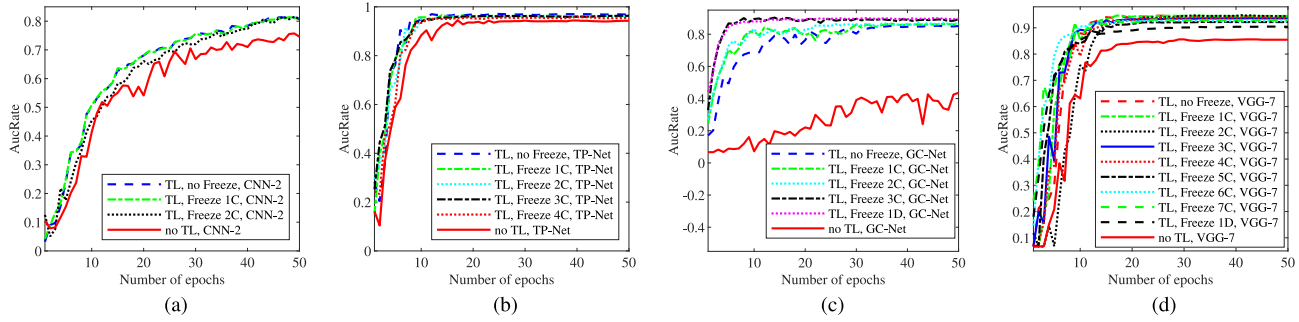 0.8
0.7
0.6
0.5
0.4
0.3
0.2
0.1
0
AucRate
10
20
30
40
50
Number of epochs
TL, no Freeze, CNN-2
TL, Freeze 1C, CNN-2
TL, Freeze 2C, CNN-2
no TL, CNN-2
(a)
1
0.8
0.6
0.4
0.2
0
AucRate
10
20
30
40
50
Number of epochs
TL, no Freeze, TP-Net
TL, Freeze 1C, TP-Net
TL, Freeze 2C, TP-Net
TL, Freeze 3C, TP-Net
TL, Freeze 4C, TP-Net
no TL, TP-Net
(b)
0.8
0.6
0.4
0.2
0
-0.2
-0.4
AucRate
10
20
30
40
50
Number of epochs
TL, no Freeze, GC-Net
TL, Freeze 1C, GC-Net
TL, Freeze 2C, GC-Net
TL, Freeze 3C, GC-Net
TL, Freeze 1D, GC-Net
no TL, GC-Net
(c)
0.9
0.8
0.7
0.6
0.5
0.4
0.3
0.2
0.1
AucRate
10
20
30
40
50
Number of epochs
TL, no Freeze, VGG-7
TL, Freeze 1C, VGG-7
TL, Freeze 2C, VGG-7
TL, Freeze 3C, VGG-7
TL, Freeze 4C, VGG-7
TL, Freeze 5C, VGG-7
TL, Freeze 6C, VGG-7
TL, Freeze 7C, VGG-7
TL, Freeze 1D, VGG-7
no TL, VGG-7
(d)